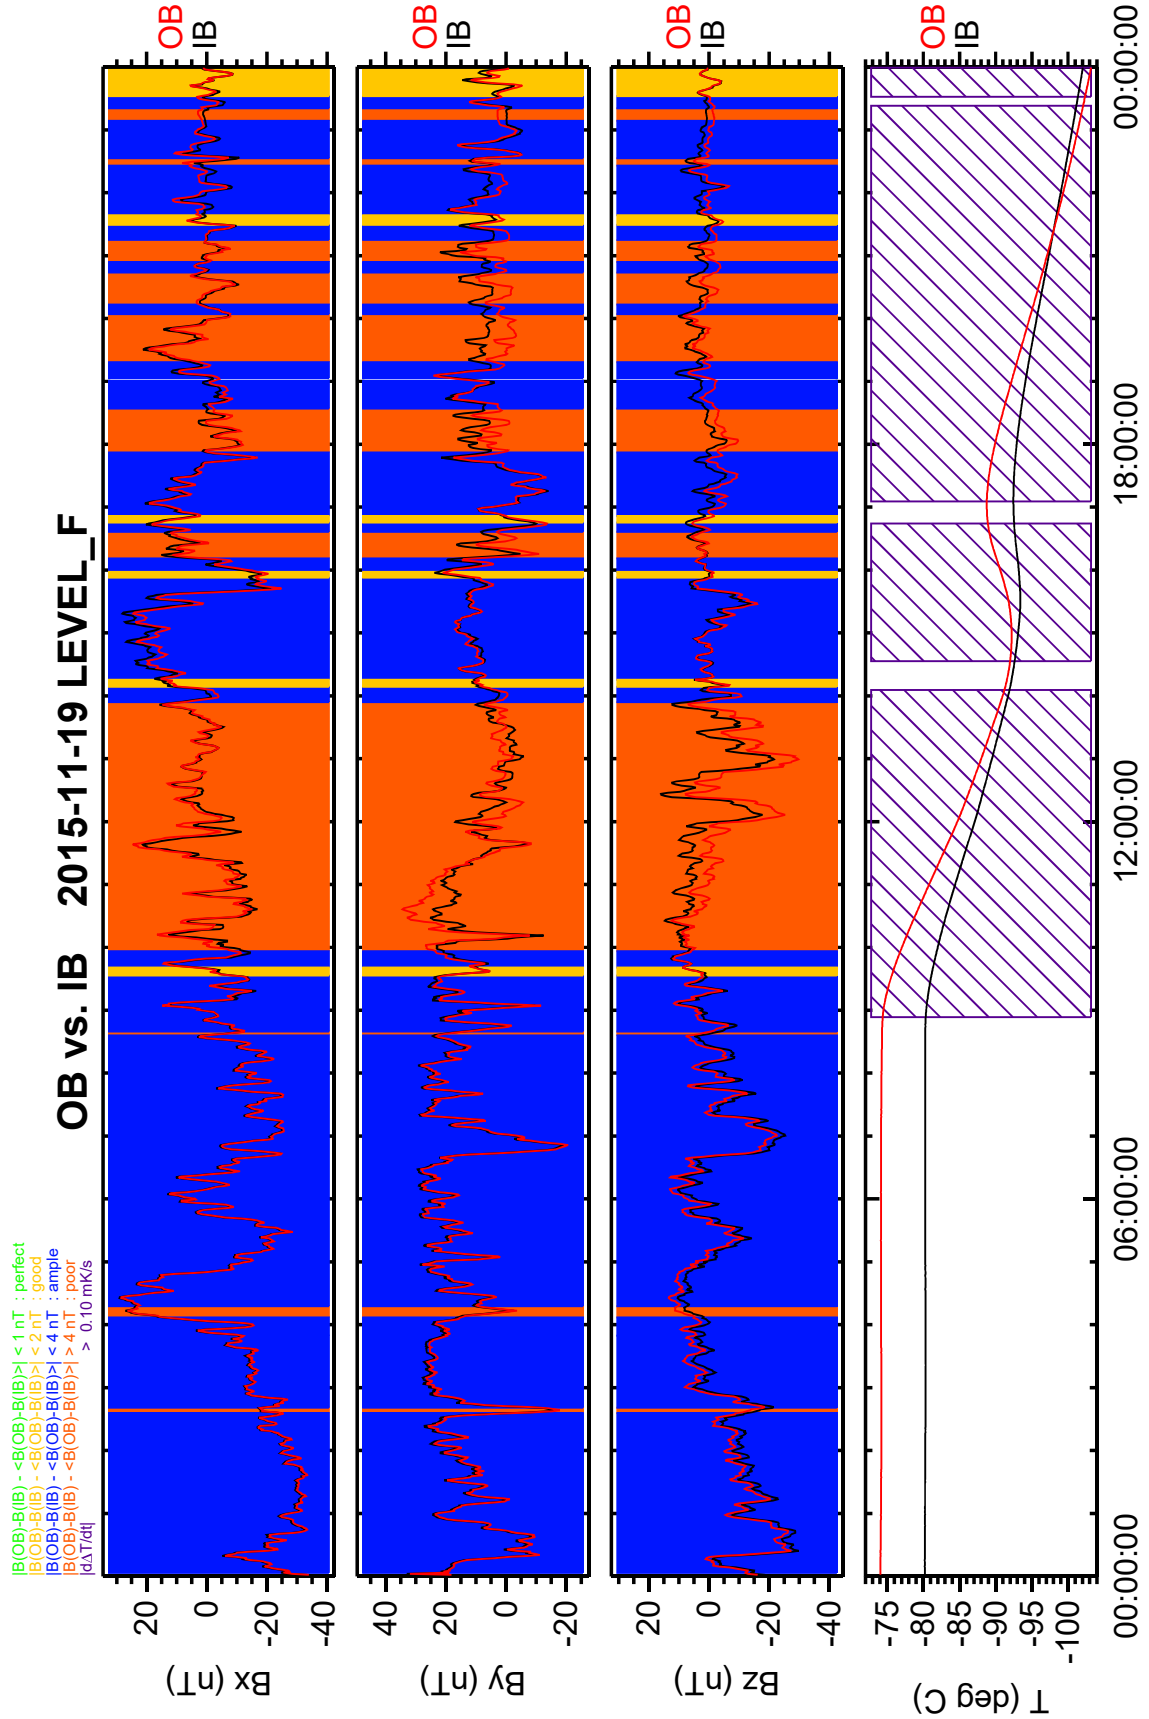 OB vs. IB 2015-11-19 LEVEL_F
|B(OB)-B(IB) - <B(OB)-B(IB)>| < 1 nT : perfect
|B(OB)-B(IB) - <B(OB)-B(IB)>| < 2 nT : good
|B(OB)-B(IB) - <B(OB)-B(IB)>| < 4 nT : ample
|B(OB)-B(IB) - <B(OB)-B(IB)>| > 4 nT : poor
|dΔT/dt| > 0.10 mK/s
Bx (nT)
20
0
-20
-40
OB
IB
By (nT)
40
20
0
-20
OB
IB
Bz (nT)
20
0
-20
-40
OB
IB
T (deg C)
-75
-80
-85
-90
-95
-100
OB
IB
00:00:00
06:00:00
12:00:00
18:00:00
00:00:00